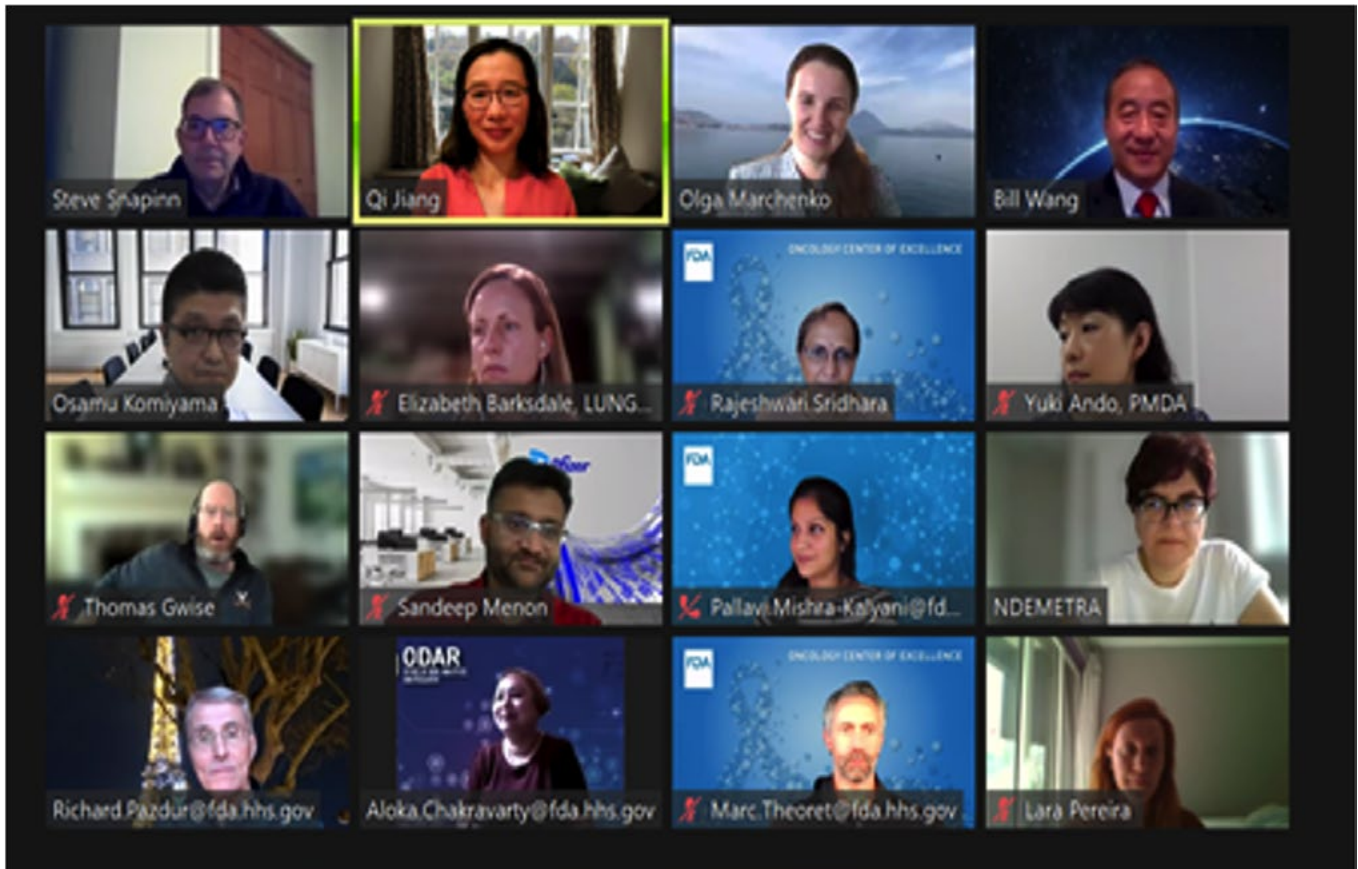 Steve Snapinn
Qi Jiang
Olga Marchenko
Bill Wang
Osamu Komiyama
Elizabeth Barksdale, LUNG...
FDA
ONCOLOGY CENTER OF EXCELLENCE
Rajeshwari Sridhara
Yuki Ando, PMDA
Thomas Gwise
Pfizer
Sandeep Menon
FDA
Pallavi.Mishra-Kalyani@fd...
NDEMETRA
Richard.Pazdur@fda.hhs.gov
ODAR
Aloka.Chakravarty@fda.hhs.gov
FDA
ONCOLOGY CENTER OF EXCELLENCE
Marc.Theoret@fda.hhs.gov
Lara Pereira